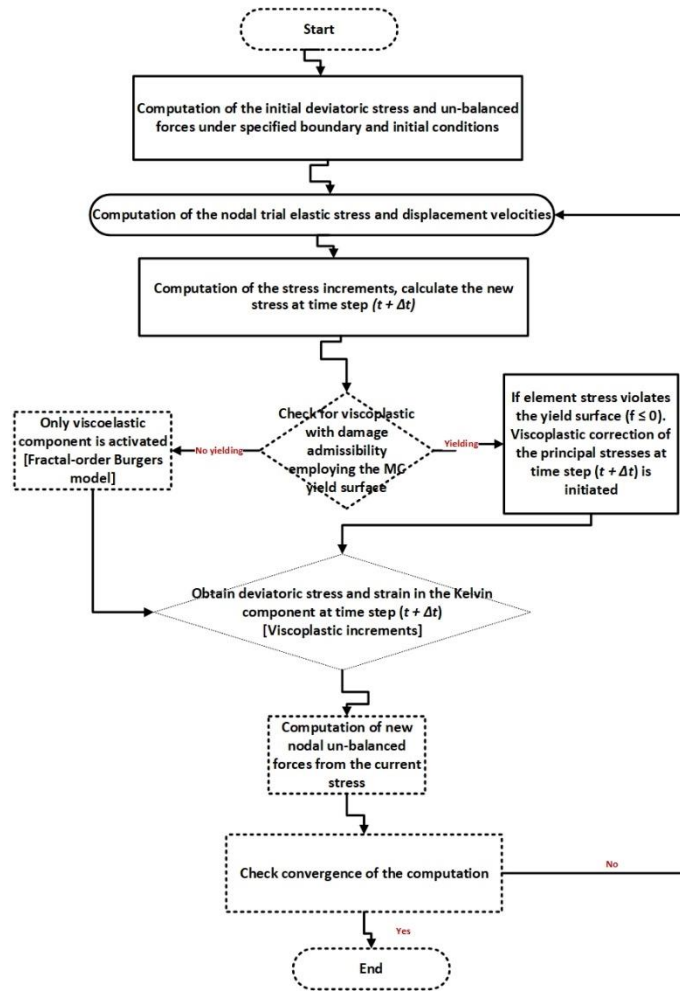 Start
Computation of the initial deviatoric stress and un-balanced
forces under specified boundary and initial conditions
Computation of the nodal trial elastic stress and displacement velocities
Computation of the stress increments, calculate the new
stress at time step (t + Δt)
Check for viscoplastic
with damage
admissibility
employing the MC
yield surface
No yielding
Yielding
Only viscoelastic
component is activated
[Fractal-order Burgers
model]
If element stress violates
the yield surface (f ≤ 0).
Viscoplastic correction of
the principal stresses at
time step (t + Δt) is
initiated
Obtain deviatoric stress and strain in the Kelvin
component at time step (t + Δt)
[Viscoplastic increments]
Computation of new
nodal un-balanced
forces from the current
stress
Check convergence of the computation
No
Yes
End